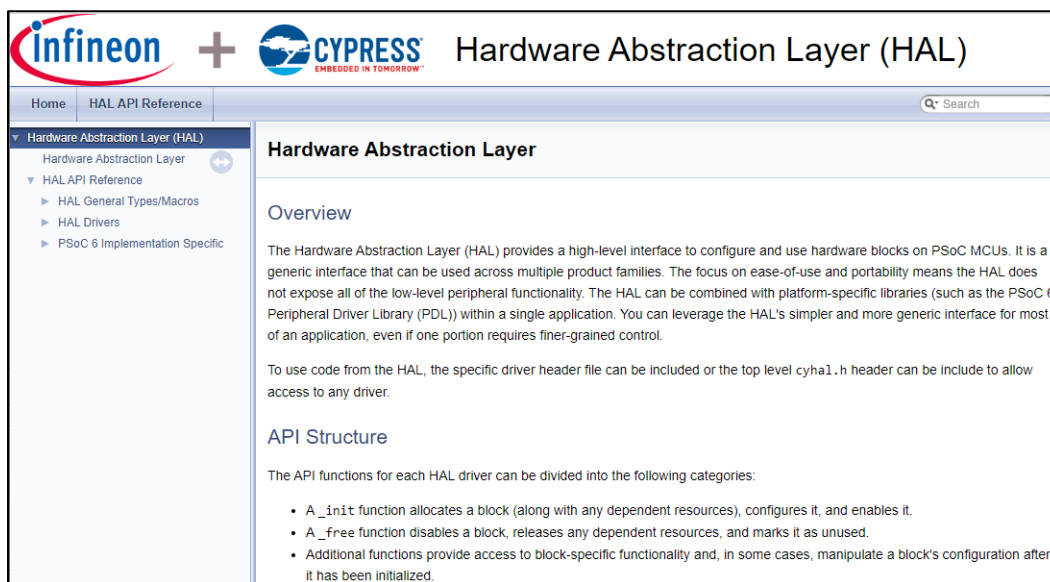 infineon + CYPRESS Hardware Abstraction Layer (HAL)
EMBEDDED IN TOMORROW™
Home HAL API Reference Search
Hardware Abstraction Layer (HAL)
Hardware Abstraction Layer
HAL API Reference
HAL General Types/Macros
HAL Drivers
PSoC 6 Implementation Specific
Hardware Abstraction Layer
Overview
The Hardware Abstraction Layer (HAL) provides a high-level interface to configure and use hardware blocks on PSoC MCUs. It is a
generic interface that can be used across multiple product families. The focus on ease-of-use and portability means the HAL does
not expose all of the low-level peripheral functionality. The HAL can be combined with platform-specific libraries (such as the PSoC 6
Peripheral Driver Library (PDL)) within a single application. You can leverage the HAL's simpler and more generic interface for most
of an application, even if one portion requires finer-grained control.
To use code from the HAL, the specific driver header file can be included or the top level cyhal.h header can be include to allow
access to any driver.
API Structure
The API functions for each HAL driver can be divided into the following categories:
• A _init function allocates a block (along with any dependent resources), configures it, and enables it.
• A _free function disables a block, releases any dependent resources, and marks it as unused.
• Additional functions provide access to block-specific functionality and, in some cases, manipulate a block's configuration after
it has been initialized.